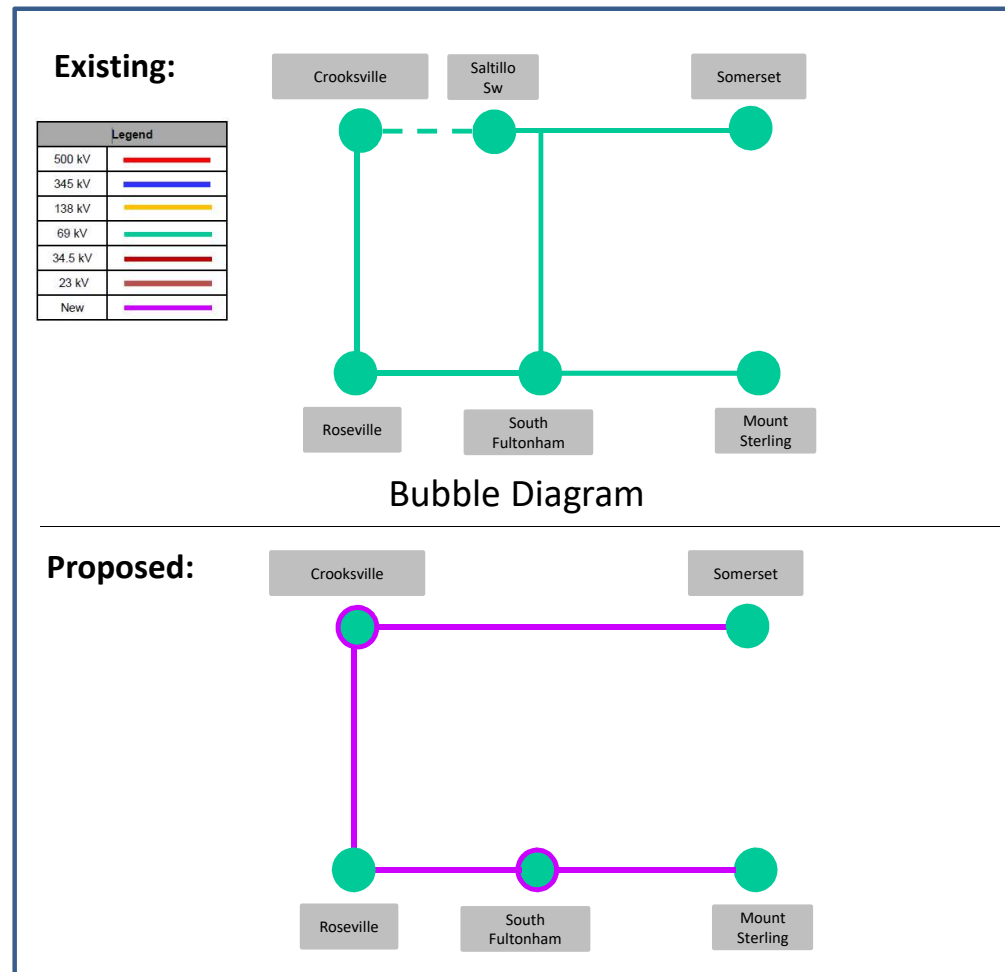 Existing:
Crooksville
Saltillo
Sw
Somerset
Legend
500 kV
345 kV
138 kV
69 kV
34.5 kV
23 kV
New
Roseville
South
Fultonham
Mount
Sterling
Bubble Diagram
Proposed:
Crooksville
Somerset
Roseville
South
Fultonham
Mount
Sterling